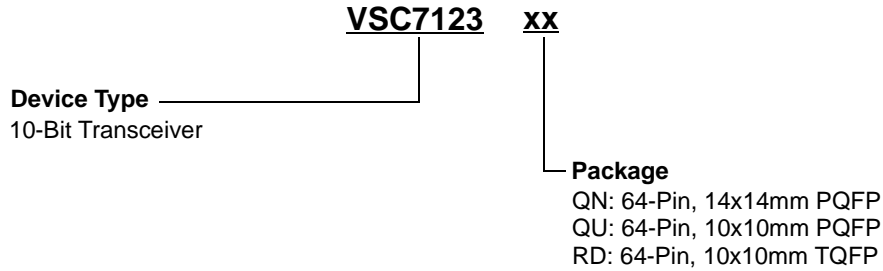 VSC7123 xx
Device Type
10-Bit Transceiver
Package
QN: 64-Pin, 14x14mm PQFP
QU: 64-Pin, 10x10mm PQFP
RD: 64-Pin, 10x10mm TQFP